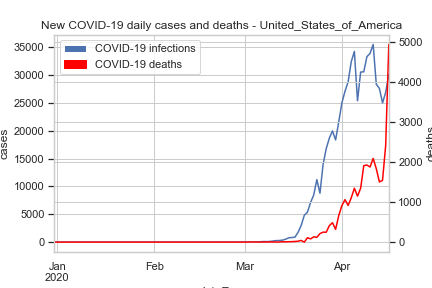 New COVID-19 daily cases and deaths - United_States_of_America
COVID-19 infections
COVID-19 deaths
35000
30000
25000
20000
15000
10000
5000
0
cases
5000
4000
3000
2000
1000
0
deaths
Jan
2020
Feb
Mar
Apr